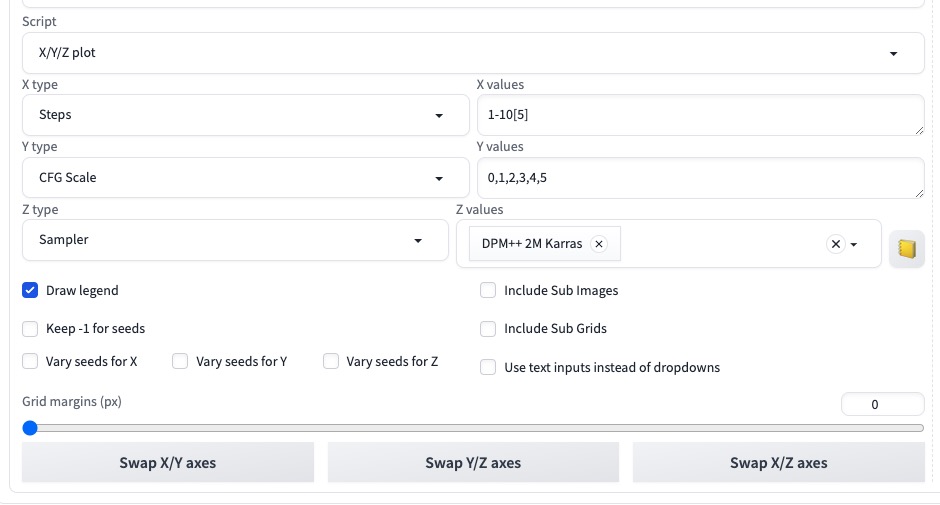 Script
X/Y/Z plot
X type
X values
Steps
1-10[5]
Y type
Y values
CFG Scale
0,1,2,3,4,5
Z type
Z values
Sampler
DPM++ 2M Karras
Draw legend
Include Sub Images
Keep -1 for seeds
Include Sub Grids
Vary seeds for X
Vary seeds for Y
Vary seeds for Z
Use text inputs instead of dropdowns
Grid margins (px)
0
Swap X/Y axes
Swap Y/Z axes
Swap X/Z axes